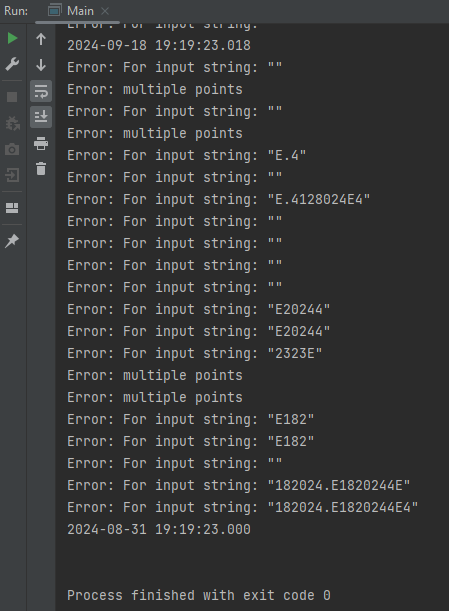 Run:
Main
Error: For input string: ""
2024-09-18 19:19:23.018
Error: For input string: ""
Error: multiple points
Error: For input string: ""
Error: multiple points
Error: For input string: "E.4"
Error: For input string: ""
Error: For input string: "E.4128024E4"
Error: For input string: ""
Error: For input string: ""
Error: For input string: ""
Error: For input string: ""
Error: For input string: "E20244"
Error: For input string: "E20244"
Error: For input string: "2323E"
Error: multiple points
Error: multiple points
Error: For input string: "E182"
Error: For input string: "E182"
Error: For input string: ""
Error: For input string: "182024.E1820244E"
Error: For input string: "182024.E1820244E4"
2024-08-31 19:19:23.000
Process finished with exit code 0